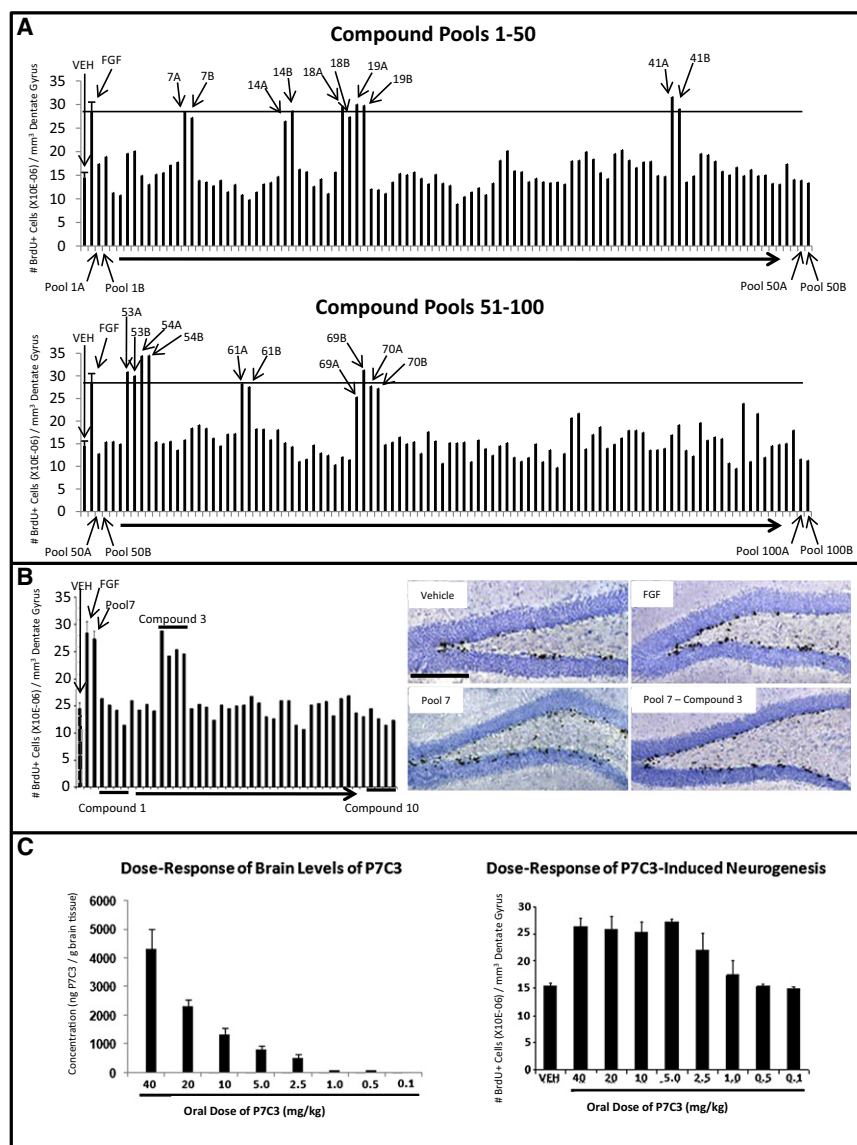 A
Compound Pools 1-50
VEH
FGF
7A
7B
14A
14B
18A
18B
19A
19B
41A
41B
# BrdU+ Cells (X10E-06) / mm³ Dentate Gyrus
35
30
25
20
15
10
5
0
Pool 1A
Pool 1B
Pool 50A
Pool 50B
Compound Pools 51-100
VEH
FGF
53A
53B
54A
54B
61A
61B
69A
69B
70A
70B
# BrdU+ Cells (X10E-06) / mm³ Dentate Gyrus
35
30
25
20
15
10
5
0
Pool 50A
Pool 50B
Pool 100A
Pool 100B
B
VEH
FGF
Pool7
Compound 3
# BrdU+ Cells (X10E-06) / mm³ Dentate Gyrus
35
30
25
20
15
10
5
0
Compound 1
Compound 10
Vehicle
FGF
Pool 7
Pool 7 – Compound 3
C
Dose-Response of Brain Levels of P7C3
Concentration (ng P7C3 / g brain tissue)
6000
5000
4000
3000
2000
1000
0
40 20 10 5.0 2.5 1.0 0.5 0.1
Oral Dose of P7C3 (mg/kg)
Dose-Response of P7C3-Induced Neurogenesis
# BrdU+ Cells (X10E-06) / mm³ Dentate Gyrus
30
25
20
15
10
5
0
VEH 40 20 10 5.0 2.5 1.0 0.5 0.1
Oral Dose of P7C3 (mg/kg)